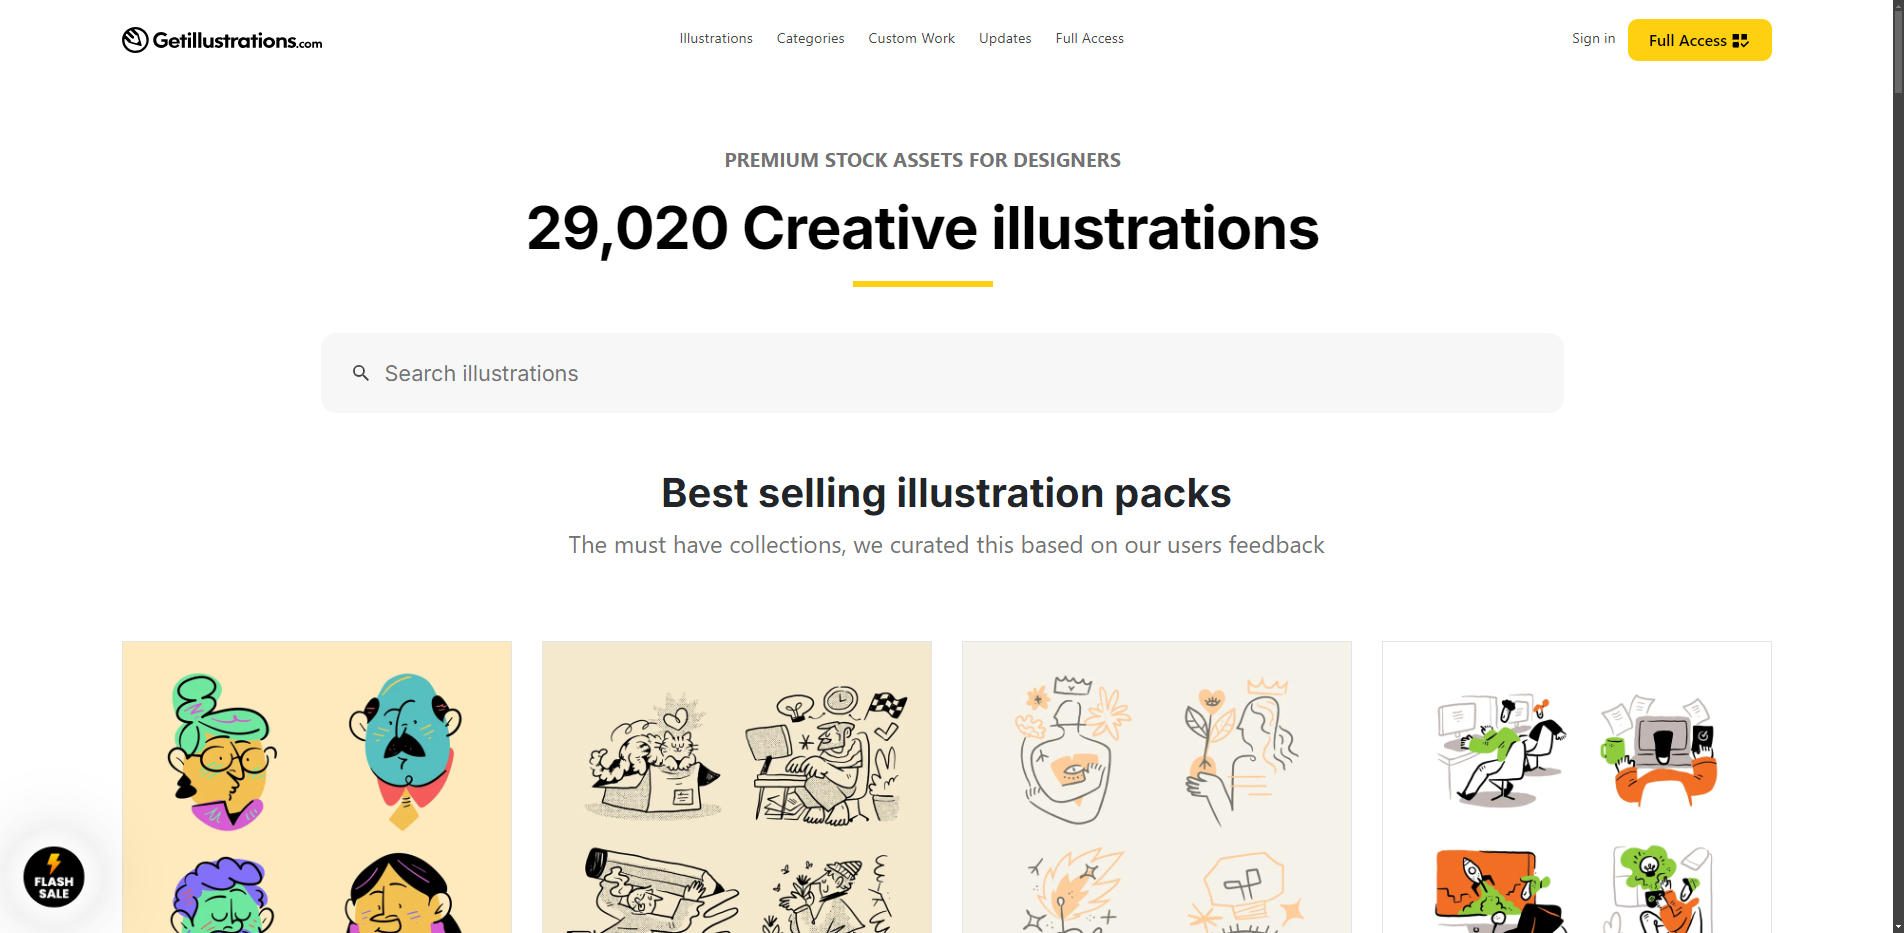 Getillustrations.com
Illustrations Categories Custom Work Updates Full Access
Sign in Full Access
PREMIUM STOCK ASSETS FOR DESIGNERS
29,020 Creative illustrations
Search illustrations
Best selling illustration packs
The must have collections, we curated this based on our users feedback
FLASH
SALE